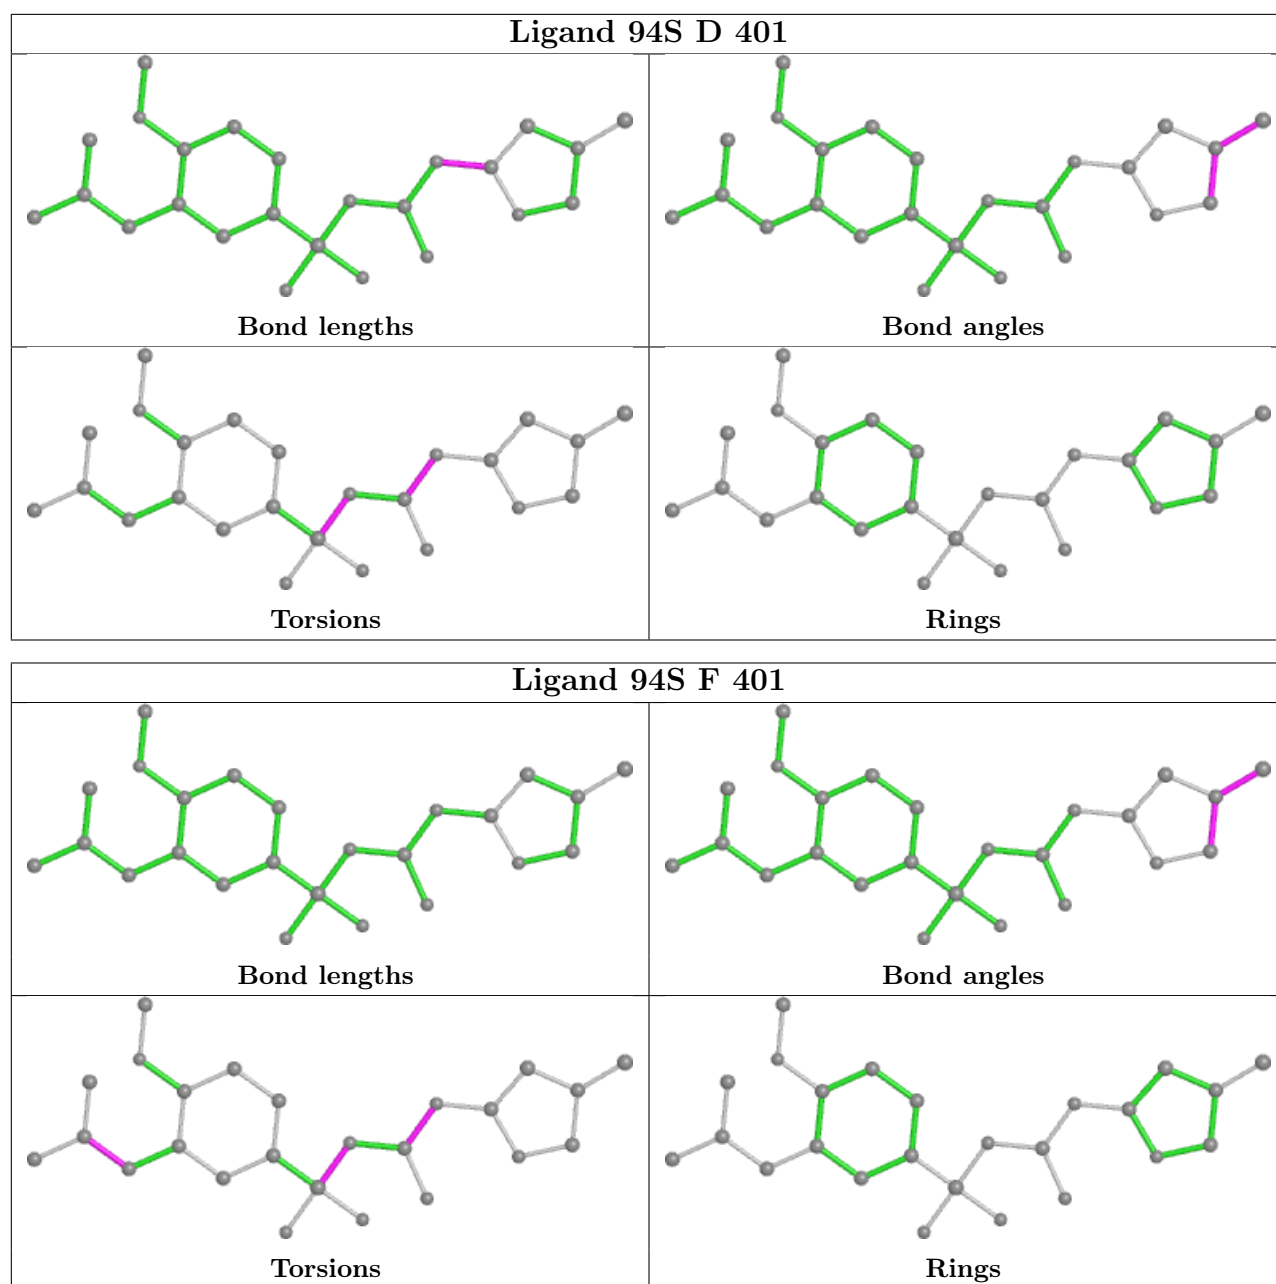 Ligand 94S D 401
Bond lengths
Bond angles
Torsions
Rings
Ligand 94S F 401
Bond lengths
Bond angles
Torsions
Rings